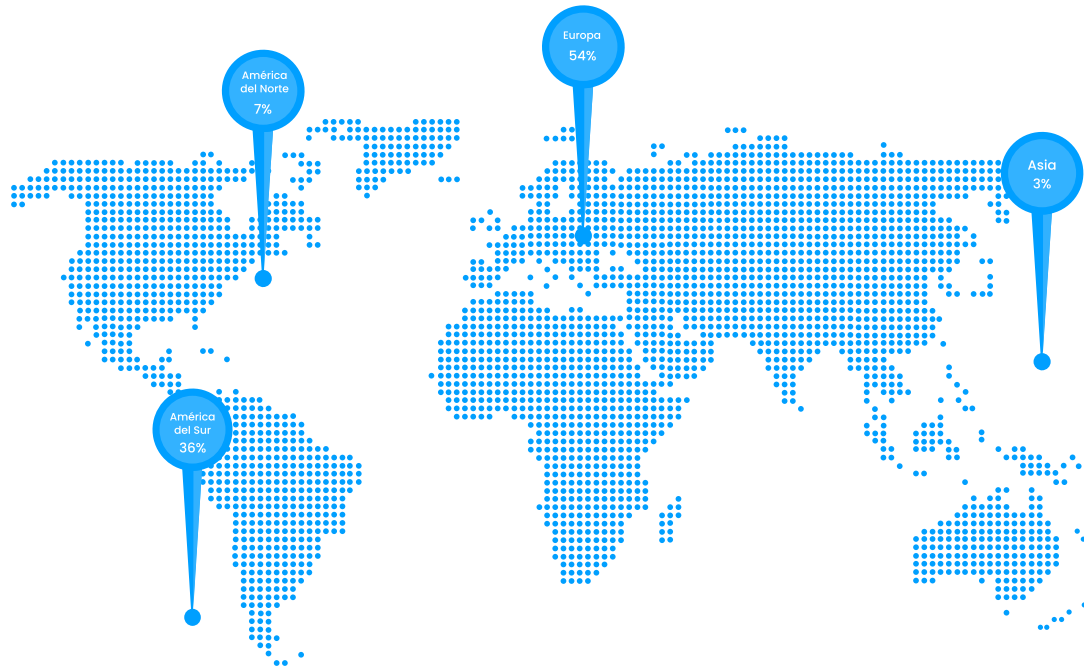 Europa
54%
América
del Norte
7%
Asia
3%
América
del Sur
36%